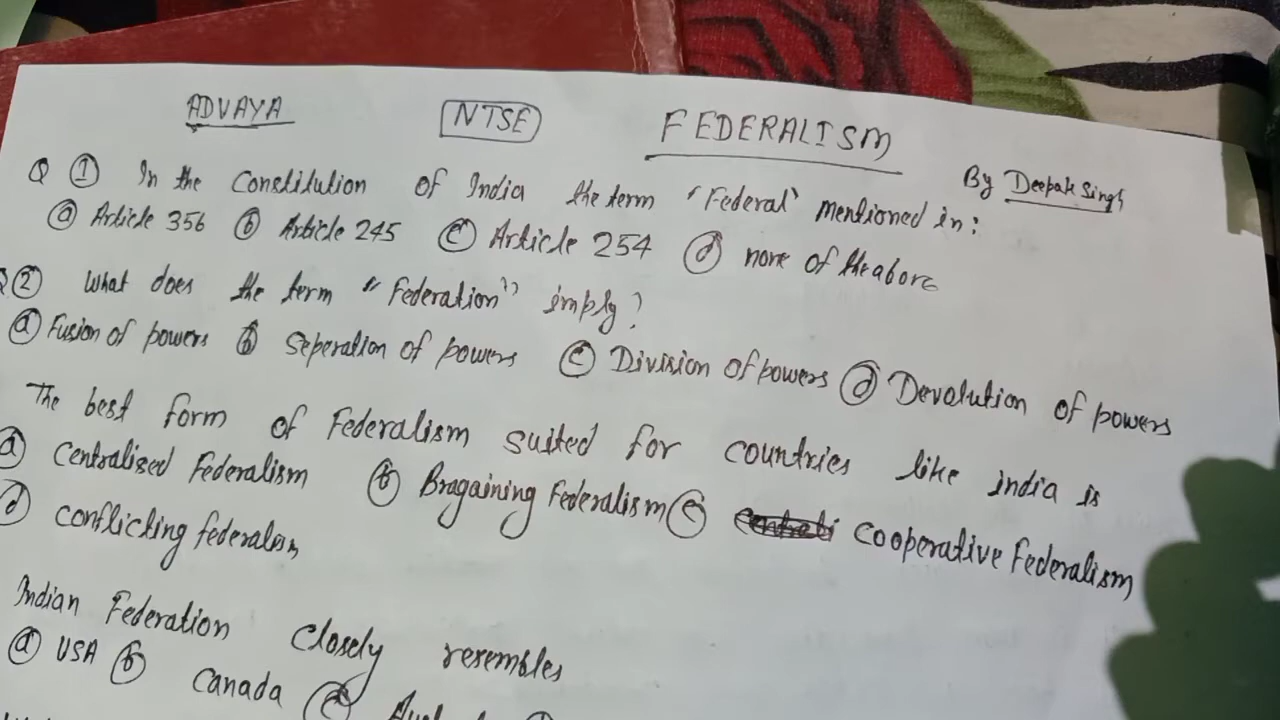 ADVAYA NTSE FEDERALISM
By Deepak Singh
Q ① In the Constitution of India the term "Federal" mentioned in:
ⓐ Article 356 ⓑ Article 245 ⓒ Article 254 ⓓ none of the above
Q② What does the term "Federation" imply?
ⓐ Fusion of powers ⓑ Seperation of powers ⓒ Division of powers ⓓ Devolution of powers
The best form of Federalism suited for countries like india is
ⓐ Centralised Federalism ⓑ Bragaining Federalism ⓒ Cooperative Federalism
ⓓ conflicting federalism
Indian Federation closely resembles
ⓐ USA ⓑ Canada ⓒ